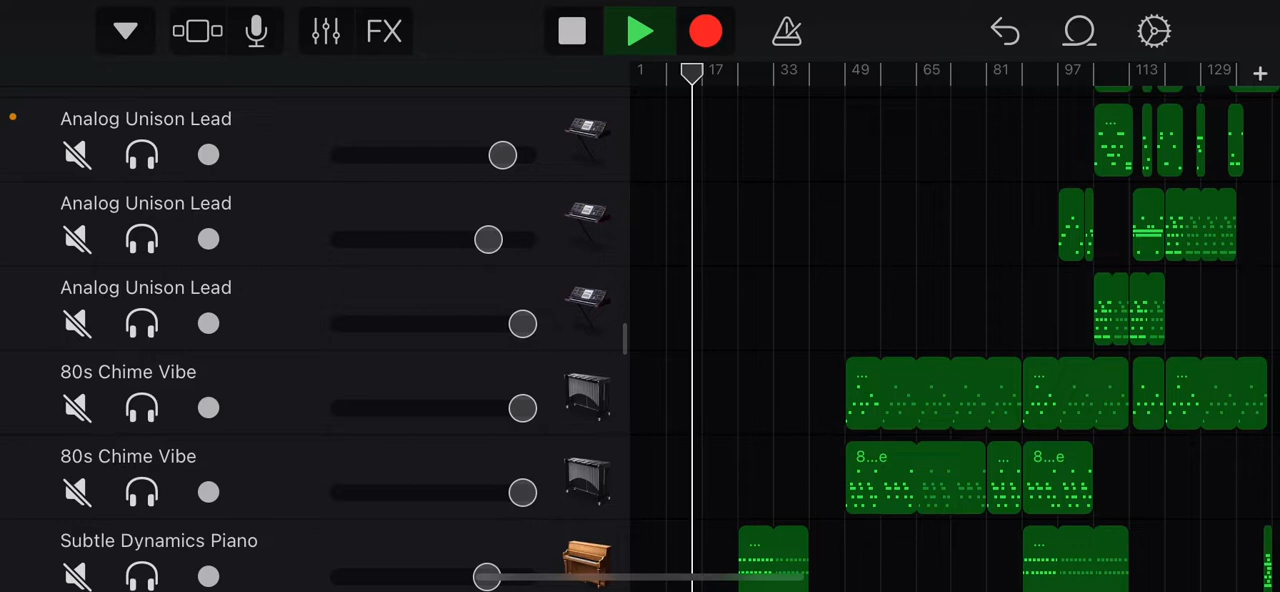 FX
1 17 33 49 65 81 97 113 129 +
Analog Unison Lead
...
Analog Unison Lead
Analog Unison Lead
80s Chime Vibe
... ... ...
80s Chime Vibe
8...e ... 8...e
Subtle Dynamics Piano
... ...